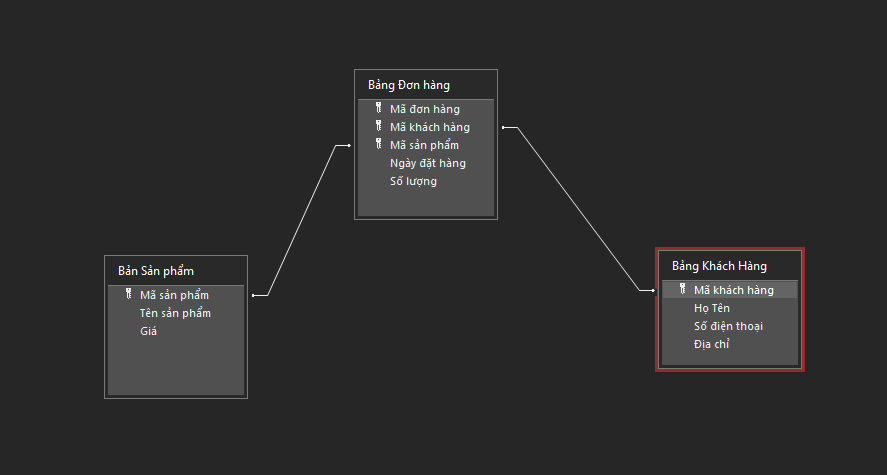 Bảng Đơn hàng
Mã đơn hàng
Mã khách hàng
Mã sản phẩm
Ngày đặt hàng
Số lượng
Bản Sản phẩm
Mã sản phẩm
Tên sản phẩm
Giá
Bảng Khách Hàng
Mã khách hàng
Họ Tên
Số điện thoại
Địa chỉ